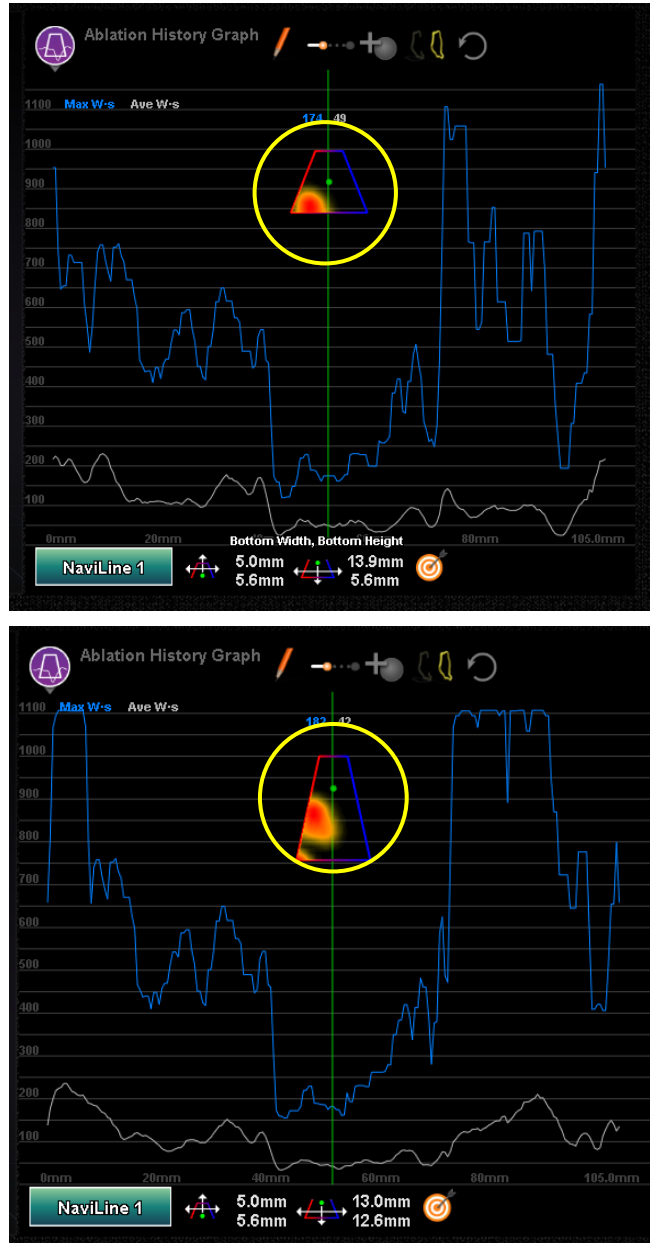 Ablation History Graph
1100 Max W·s Ave W·s
174 49
1000
900
800
700
600
500
400
300
200
100
0mm 20mm 80mm 105.0mm
Bottom Width, Bottom Height
NaviLine 1
5.0mm 13.9mm
5.6mm 5.6mm
Ablation History Graph
Max W·s Ave W·s
1100 182 42
1000
900
800
700
600
500
400
300
200
100
0mm 20mm 40mm 60mm 80mm 105.0mm
NaviLine 1
5.0mm 13.0mm
5.6mm 12.6mm